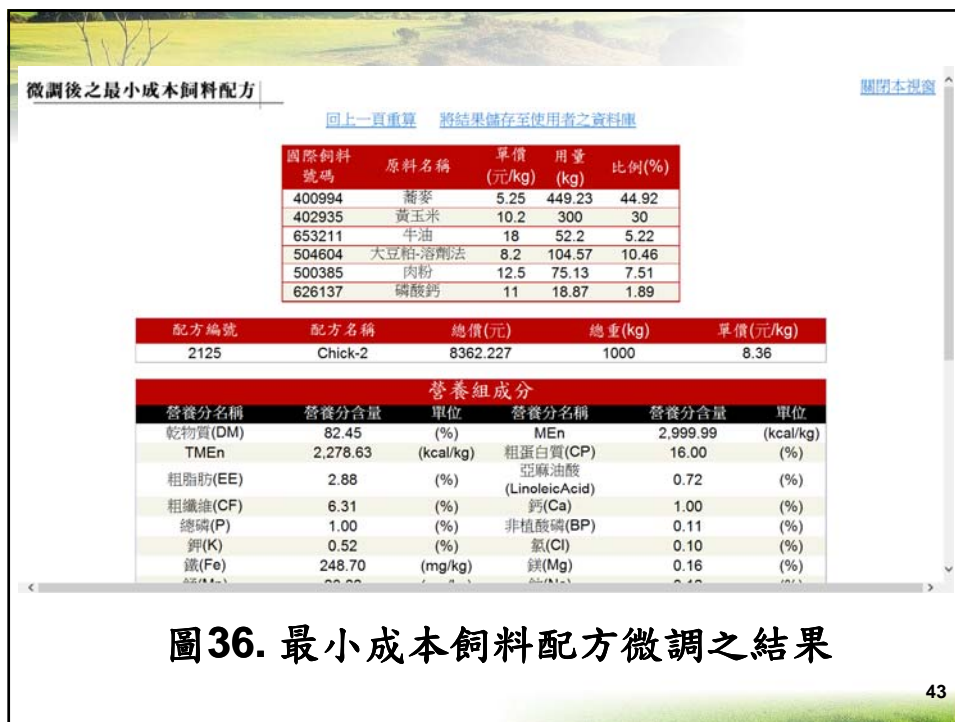 微調後之最小成本飼料配方
關閉本視窗
回上一頁重算 將結果儲存至使用者之資料庫
國際飼料號碼 原料名稱 單價(元/kg) 用量(kg) 比例(%)
400994 蕎麥 5.25 449.23 44.92
402935 黃玉米 10.2 300 30
653211 牛油 18 52.2 5.22
504604 大豆粕-溶劑法 8.2 104.57 10.46
500385 肉粉 12.5 75.13 7.51
626137 磷酸鈣 11 18.87 1.89
配方編號 配方名稱 總價(元) 總重(kg) 單價(元/kg)
2125 Chick-2 8362.227 1000 8.36
營養組成分
營養分名稱 營養分含量 單位 營養分名稱 營養分含量 單位
乾物質(DM) 82.45 (%) MEn 2,999.99 (kcal/kg)
TMEn 2,278.63 (kcal/kg) 粗蛋白質(CP) 16.00 (%)
粗脂肪(EE) 2.88 (%) 亞麻油酸(LinoleicAcid) 0.72 (%)
粗纖維(CF) 6.31 (%) 鈣(Ca) 1.00 (%)
總磷(P) 1.00 (%) 非植酸磷(BP) 0.11 (%)
鉀(K) 0.52 (%) 氯(Cl) 0.10 (%)
鐵(Fe) 248.70 (mg/kg) 鎂(Mg) 0.16 (%)
圖36. 最小成本飼料配方微調之結果
43